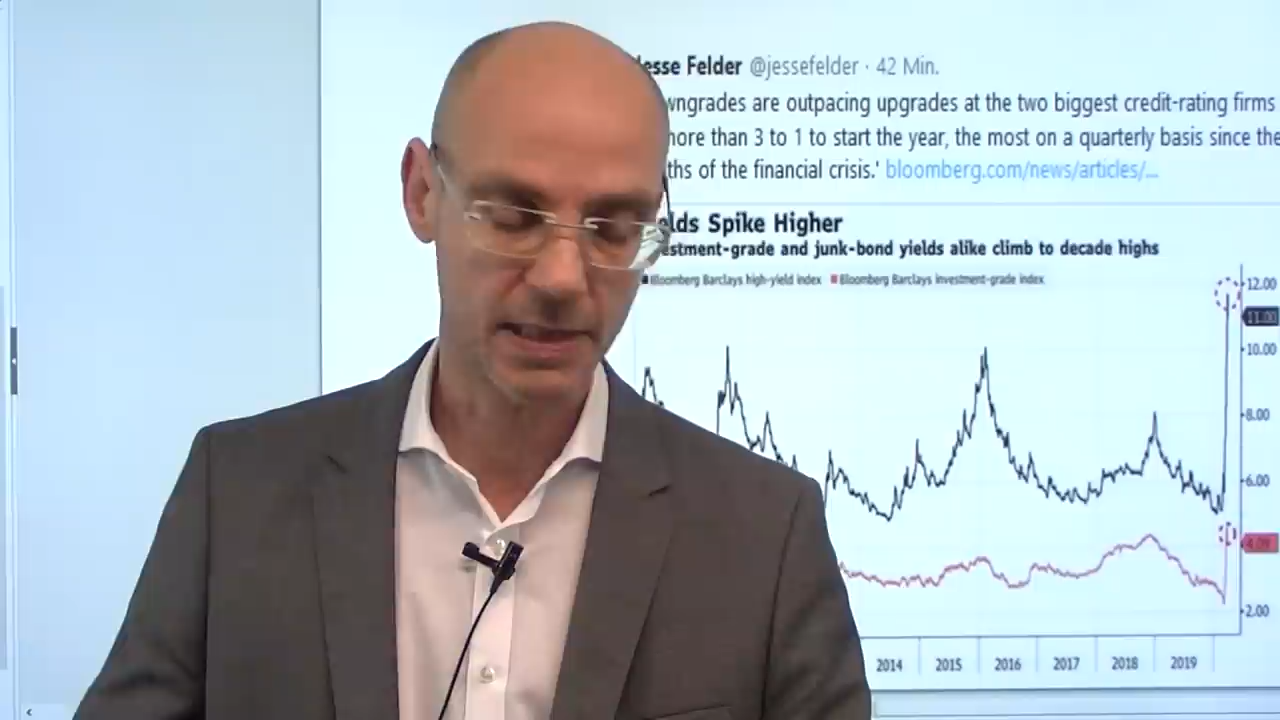 esse Felder @jessefelder · 42 Min.
wngrades are outpacing upgrades at the two biggest credit-rating firms
nore than 3 to 1 to start the year, the most on a quarterly basis since the
ths of the financial crisis.' bloomberg.com/news/articles/...
elds Spike Higher
estment-grade and junk-bond yields alike climb to decade highs
Bloomberg Barclays high-yield index Bloomberg Barclays investment-grade index
12.00
11.00
10.00
8.00
6.00
4.09
2.00
2014 2015 2016 2017 2018 2019